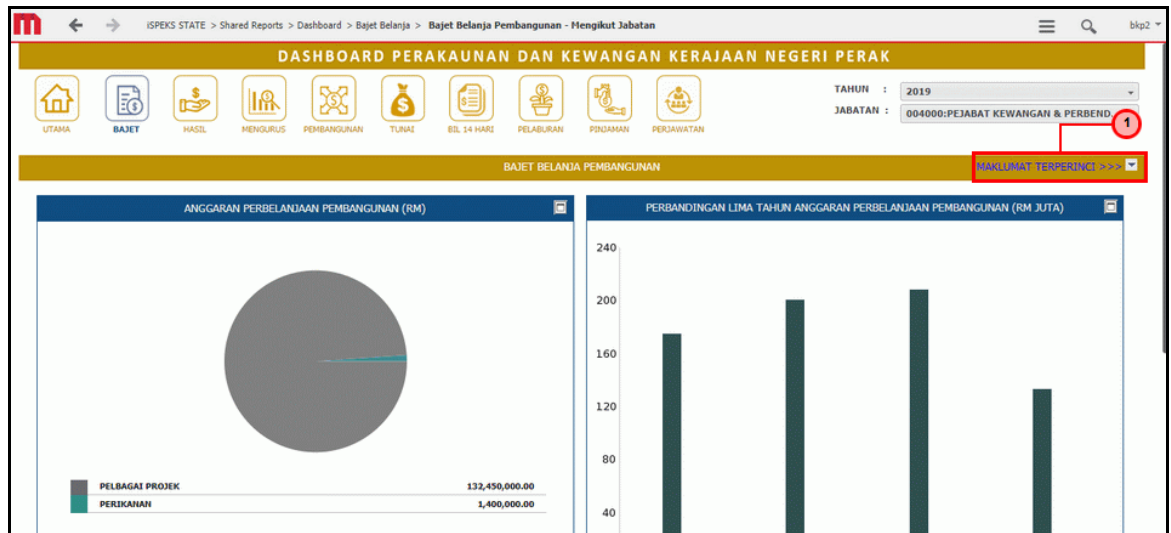 iSPEKS STATE > Shared Reports > Dashboard > Bajet Belanja > Bajet Belanja Pembangunan - Mengikut Jabatan
bkp2
DASHBOARD PERAKAUNAN DAN KEWANGAN KERAJAAN NEGERI PERAK
UTAMA
BAJET
HASIL
MENGURUS
PEMBANGUNAN
TUNAI
BIL 14 HARI
PELABURAN
PINJAMAN
PERJAWATAN
TAHUN : 2019
JABATAN : 004000:PEJABAT KEWANGAN & PERBEND.
1
BAJET BELANJA PEMBANGUNAN
MAKLUMAT TERPERINCI >>>
ANGGARAN PERBELANJAAN PEMBANGUNAN (RM)
PELBAGAI PROJEK 132,450,000.00
PERIKANAN 1,400,000.00
PERBANDINGAN LIMA TAHUN ANGGARAN PERBELANJAAN PEMBANGUNAN (RM JUTA)
240
200
160
120
80
40